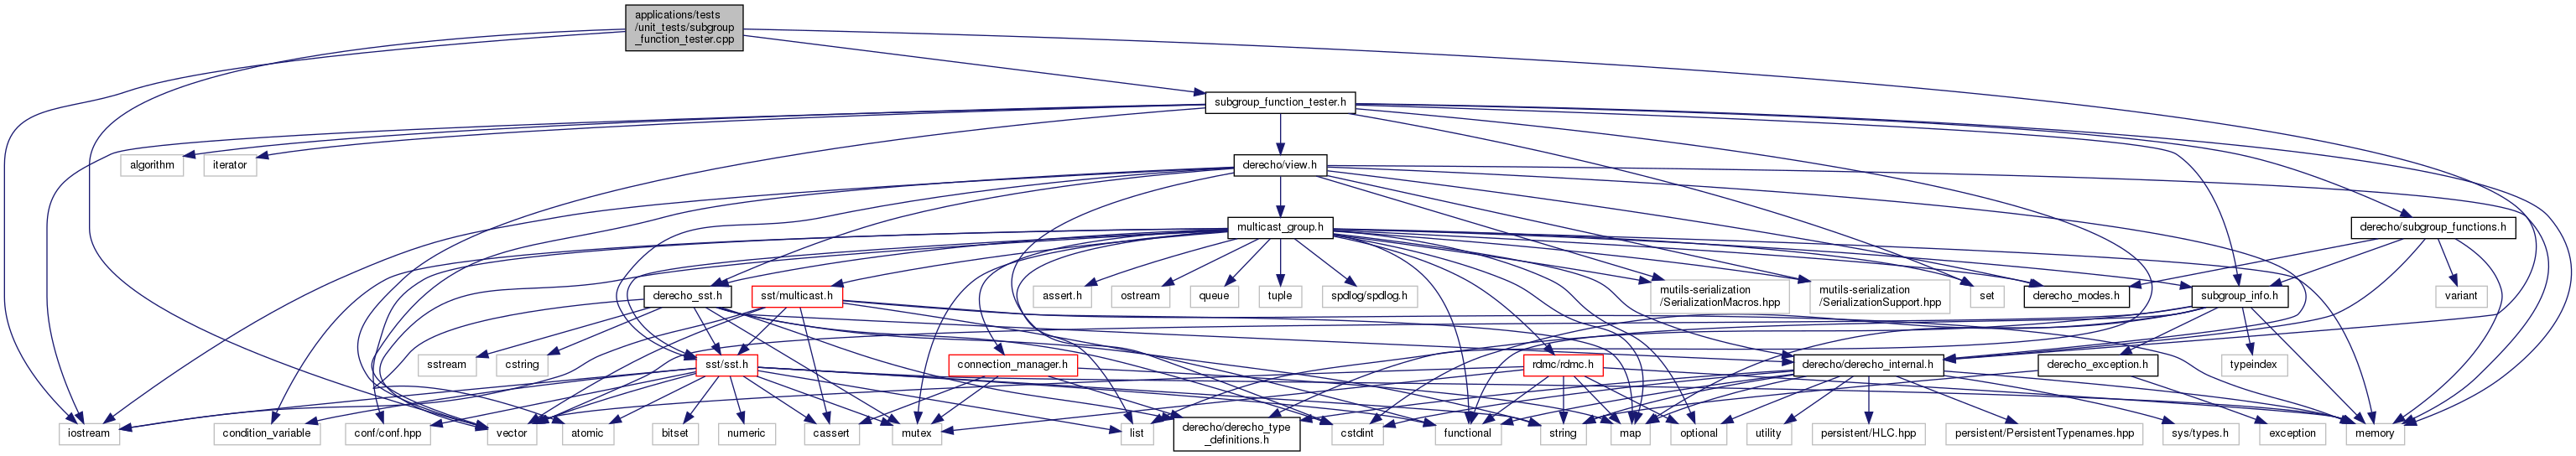 applications/tests
/unit_tests/subgroup
_function_tester.cpp
subgroup_function_tester.h
algorithm
iterator
derecho/view.h
multicast_group.h
derecho/subgroup_functions.h
derecho_sst.h
sst/multicast.h
assert.h
ostream
queue
tuple
spdlog/spdlog.h
mutils-serialization
/SerializationMacros.hpp
mutils-serialization
/SerializationSupport.hpp
set
derecho_modes.h
subgroup_info.h
variant
sstream
cstring
sst/sst.h
connection_manager.h
rdmc/rdmc.h
derecho/derecho_internal.h
derecho_exception.h
typeindex
iostream
condition_variable
conf/conf.hpp
vector
atomic
bitset
numeric
cassert
mutex
list
derecho/derecho_type
_definitions.h
cstdint
functional
string
map
optional
utility
persistent/HLC.hpp
persistent/PersistentTypenames.hpp
sys/types.h
exception
memory